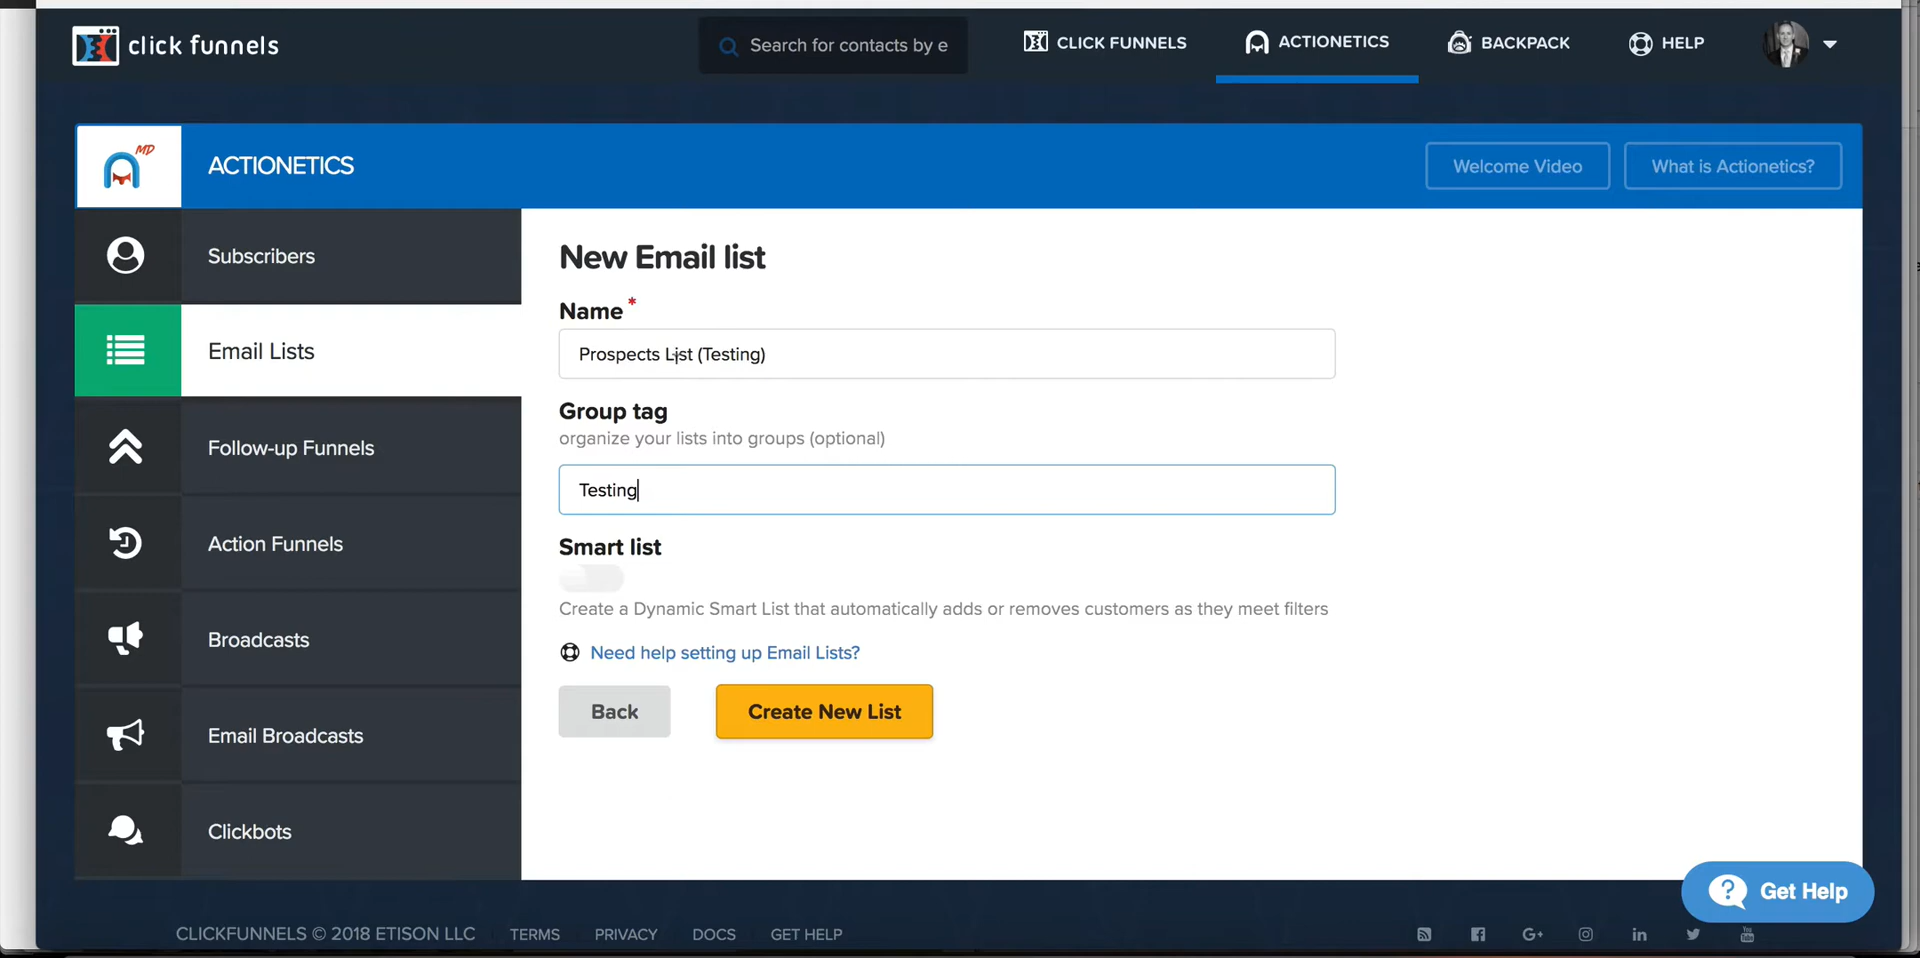 click funnels
Search for contacts by e
CLICK FUNNELS
ACTIONETICS
BACKPACK
HELP
MD
ACTIONETICS
Welcome Video
What is Actionetics?
Subscribers
Email Lists
Follow-up Funnels
Action Funnels
Broadcasts
Email Broadcasts
Clickbots
New Email list
Name *
Prospects List (Testing)
Group tag
organize your lists into groups (optional)
Testing
Smart list
Create a Dynamic Smart List that automatically adds or removes customers as they meet filters
Need help setting up Email Lists?
Back
Create New List
? Get Help
CLICKFUNNELS © 2018 ETISON LLC
TERMS
PRIVACY
DOCS
GET HELP
G+
in
You Tube